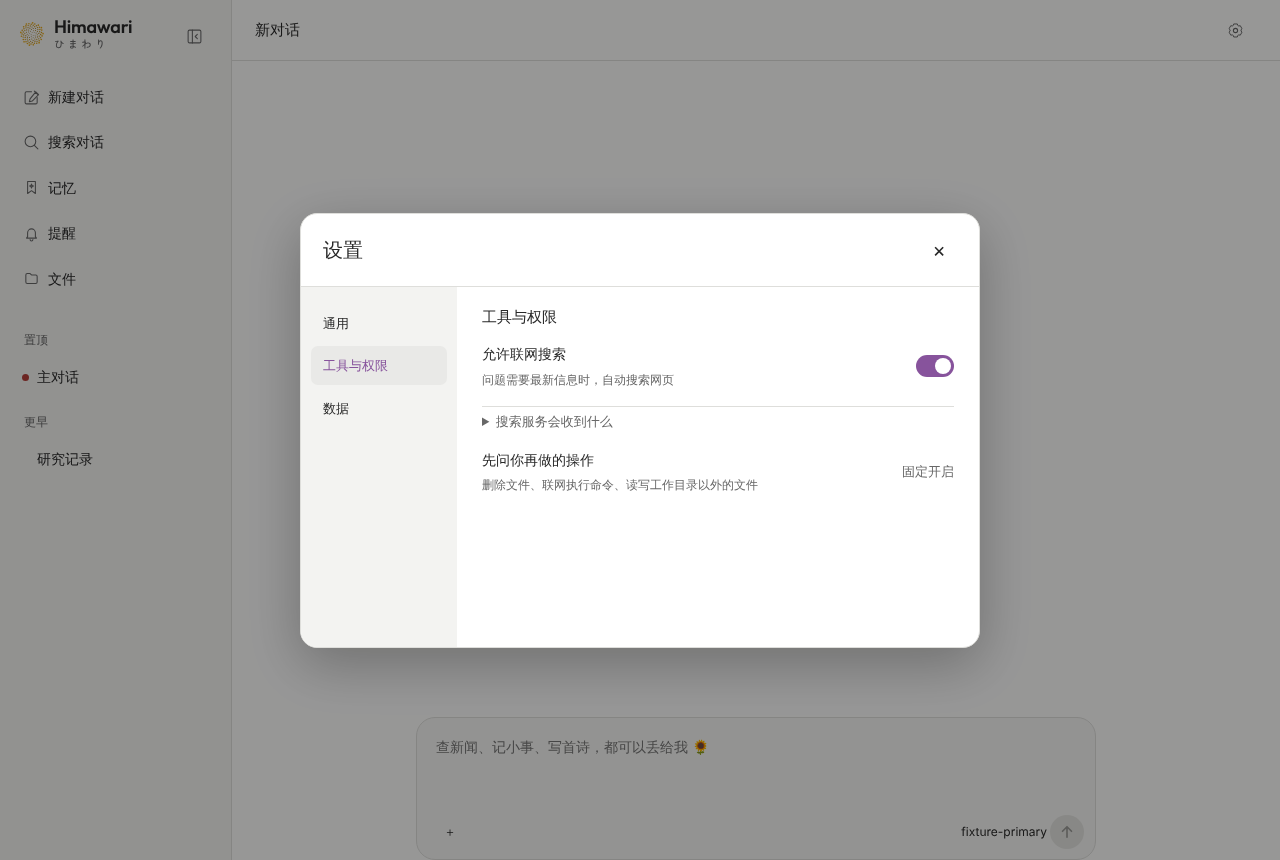 Himawari
ひまわり
新对话
新建对话
搜索对话
记忆
提醒
文件
置顶
主对话
更早
研究记录
设置
通用
工具与权限
数据
工具与权限
允许联网搜索
问题需要最新信息时，自动搜索网页
搜索服务会收到什么
先问你再做的操作
固定开启
删除文件、联网执行命令、读写工作目录以外的文件
查新闻、记小事、写首诗，都可以丢给我 🌻
+
fixture-primary